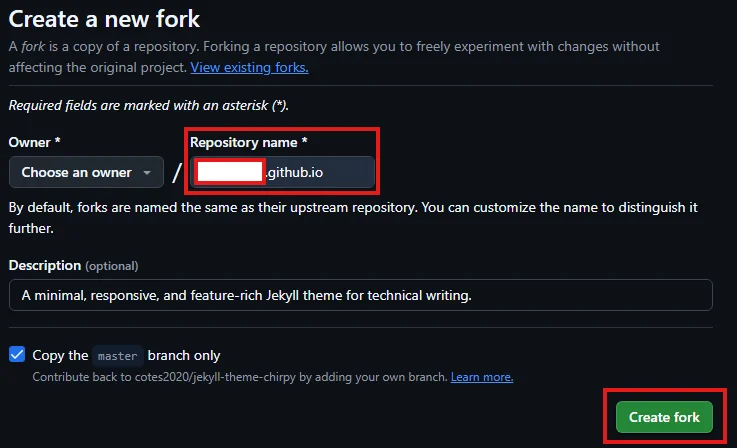 Create a new fork
A fork is a copy of a repository. Forking a repository allows you to freely experiment with changes without
affecting the original project. View existing forks.
Required fields are marked with an asterisk (*).
Owner * Repository name *
Choose an owner / .github.io
By default, forks are named the same as their upstream repository. You can customize the name to distinguish it
further.
Description (optional)
A minimal, responsive, and feature-rich Jekyll theme for technical writing.
Copy the master branch only
Contribute back to cotes2020/jekyll-theme-chirpy by adding your own branch. Learn more.
Create fork